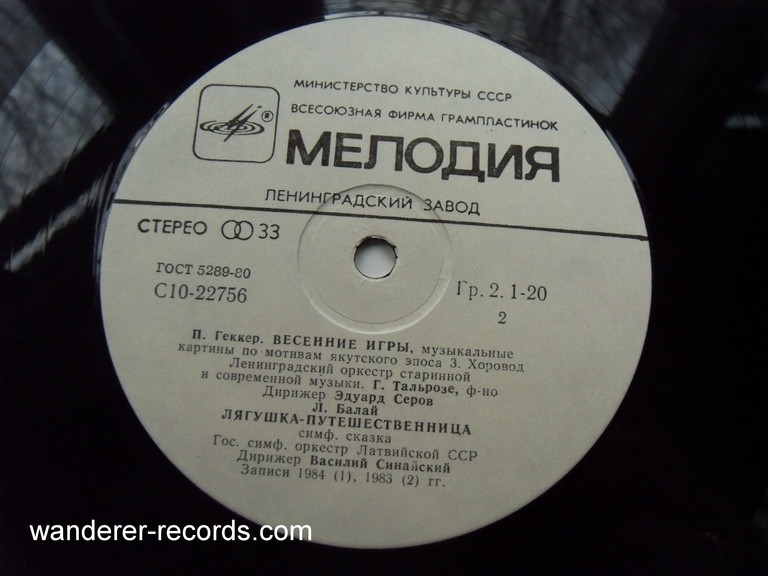 МИНИСТЕРСТВО КУЛЬТУРЫ СССР
ВСЕСОЮЗНАЯ ФИРМА ГРАМПЛАСТИНОК
®
МЕЛОДИЯ
ЛЕНИНГРАДСКИЙ ЗАВОД
СТЕРЕО 33
ГОСТ 5289-80
С10-22756
Гр. 2. 1-20
2
П. Геккер. ВЕСЕННИЕ ИГРЫ, музыкальные
картины по мотивам якутского эпоса 3. Хоровод
Ленинградский оркестр старинной
и современной музыки. Г. Тальрозе, ф-но
Дирижер Эдуард Серов
Л. Балай
ЛЯГУШКА-ПУТЕШЕСТВЕННИЦА
симф. сказка
Гос. симф. оркестр Латвийской ССР
Дирижер Василий Синайский
Записи 1984 (1), 1983 (2) гг.
wanderer-records.com